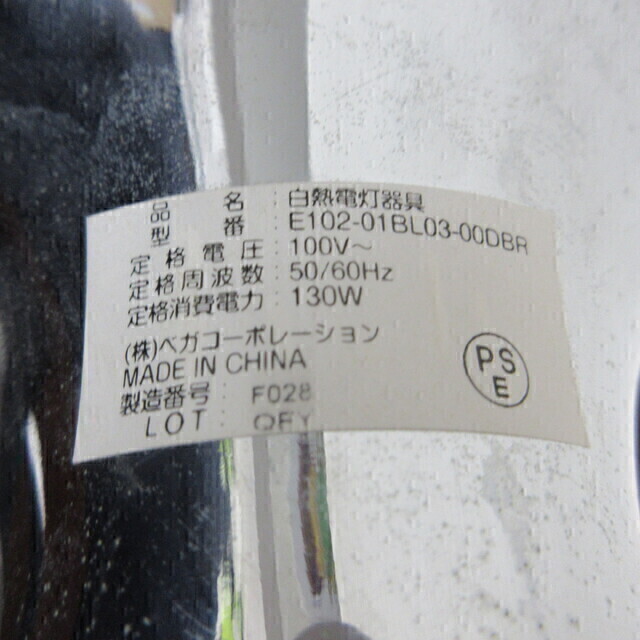 品名：白熱電灯器具
型番：E102-01BL03-00DBR
定格電圧：100V～
定格周波数：50/60Hz
定格消費電力：130W
(株)ベガコーポレーション
MADE IN CHINA
製造番号：F028
LOT：OEY
PS
E